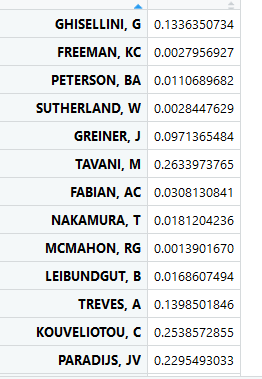 GHISELLINI, G 0.1336350734
FREEMAN, KC 0.0027956927
PETERSON, BA 0.0110689682
SUTHERLAND, W 0.0028447629
GREINER, J 0.0971365484
TAVANI, M 0.2633973765
FABIAN, AC 0.0308130841
NAKAMURA, T 0.0181204236
MCMAHON, RG 0.0013901670
LEIBUNDGUT, B 0.0168607494
TREVES, A 0.1398501846
KOUVELIOTOU, C 0.2538572855
PARADIJS, JV 0.2295493033